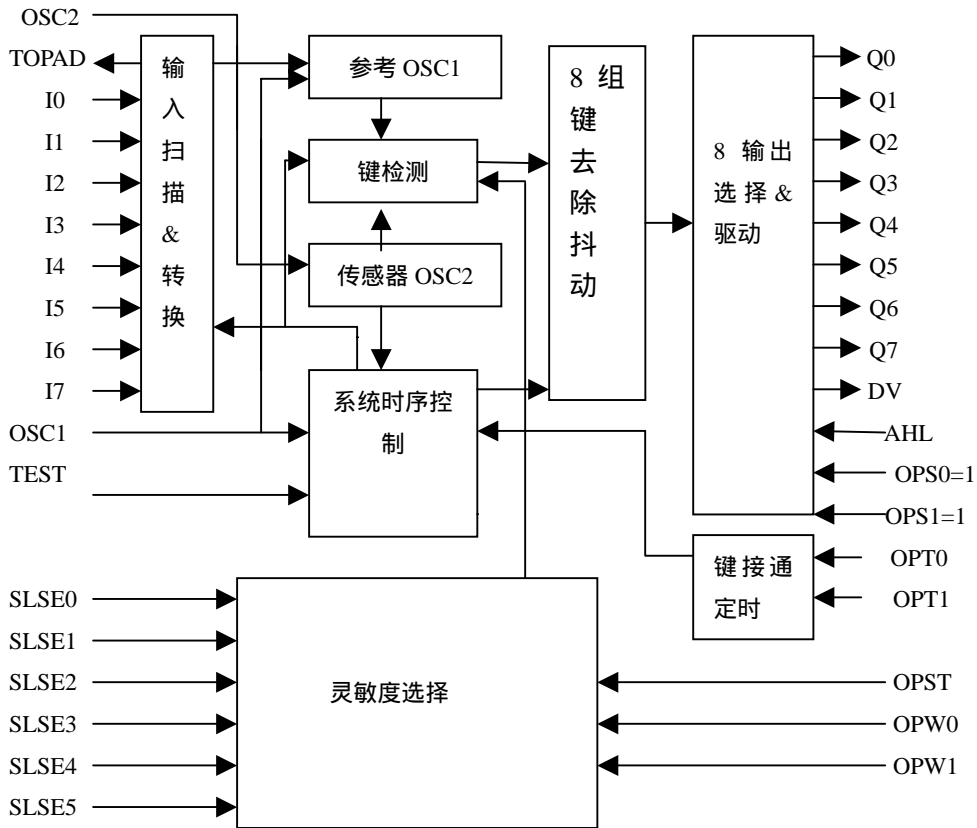 OSC2
TOPAD
I0
I1
I2
I3
I4
I5
I6
I7
OSC1
TEST
输
入
扫
描
&
转
换
参考 OSC1
键检测
传感器 OSC2
系统时序控
制
8 组
键
去
除
抖
动
8 输出
选择&
驱动
Q0
Q1
Q2
Q3
Q4
Q5
Q6
Q7
DV
AHL
OPS0=1
OPS1=1
键接通
定时
OPT0
OPT1
SLSE0
SLSE1
SLSE2
SLSE3
SLSE4
SLSE5
灵敏度选择
OPST
OPW0
OPW1